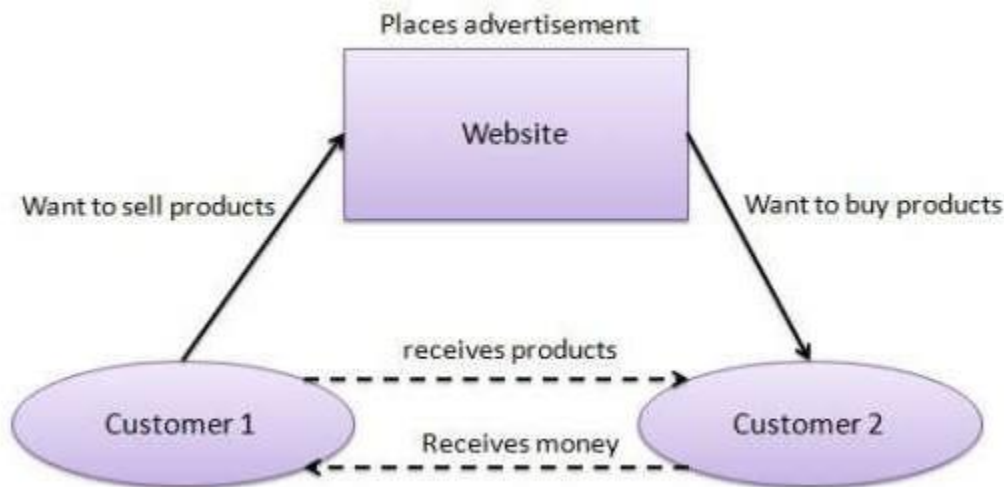 Places advertisement
Website
Want to sell products
Want to buy products
receives products
Customer 1
Customer 2
Receives money